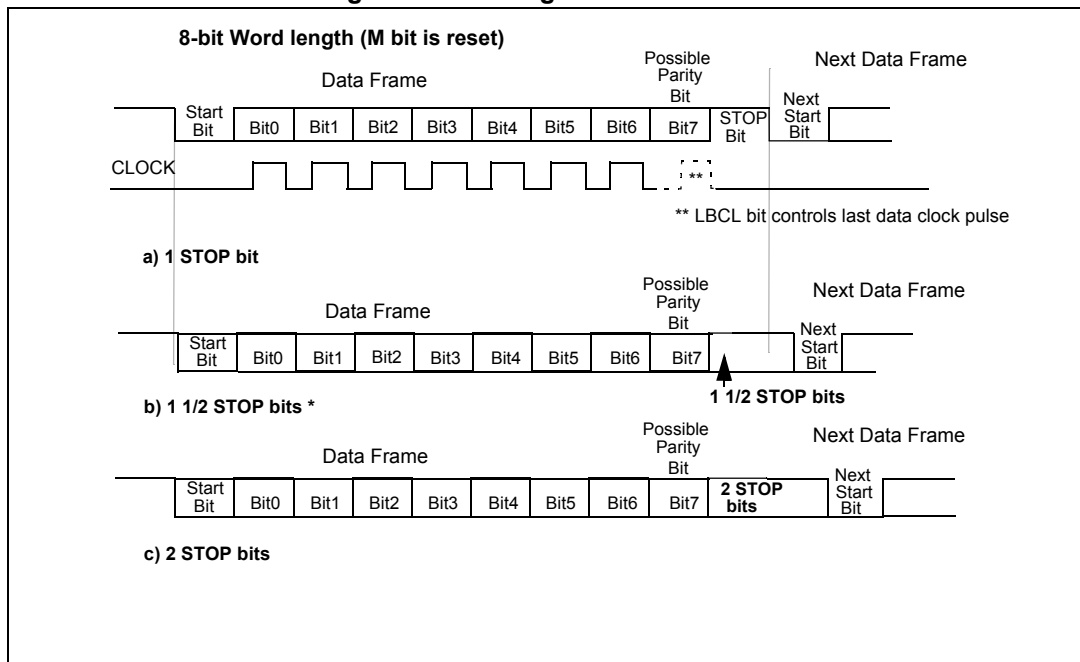 8-bit Word length (M bit is reset)
Possible
Parity
Bit
Next Data Frame
Data Frame
Start
Bit
Bit0
Bit1
Bit2
Bit3
Bit4
Bit5
Bit6
Bit7
STOP
Bit
Next
Start
Bit
CLOCK
**
** LBCL bit controls last data clock pulse
a) 1 STOP bit
Possible
Parity
Bit
Next Data Frame
Data Frame
Start
Bit
Bit0
Bit1
Bit2
Bit3
Bit4
Bit5
Bit6
Bit7
Next
Start
Bit
1 1/2 STOP bits
b) 1 1/2 STOP bits *
Possible
Parity
Bit
Next Data Frame
Data Frame
Start
Bit
Bit0
Bit1
Bit2
Bit3
Bit4
Bit5
Bit6
Bit7
2 STOP
bits
Next
Start
Bit
c) 2 STOP bits